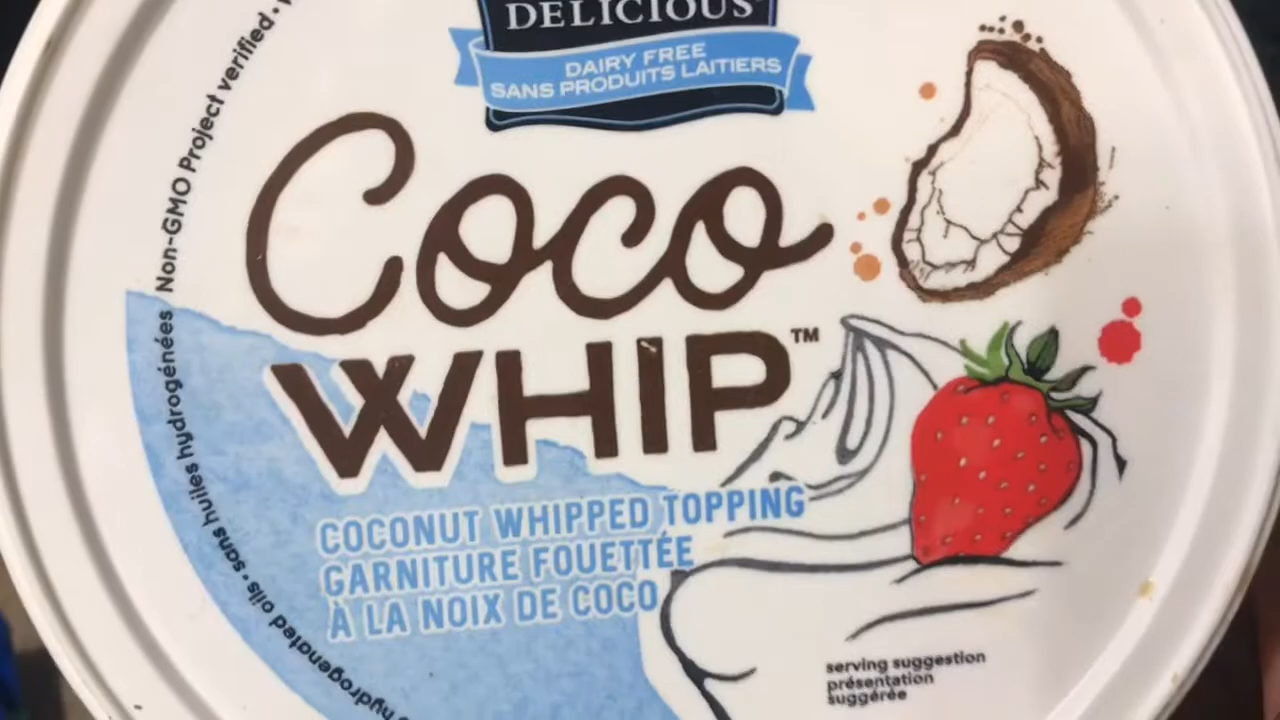 DELICIOUS
DAIRY FREE
SANS PRODUITS LAITIERS
Coco
WHIP™
COCONUT WHIPPED TOPPING
GARNITURE FOUETTÉE
À LA NOIX DE COCO
serving suggestion
présentation
suggérée
hydrogenated oils • sans huiles hydrogénées Non-GMO Project verified •